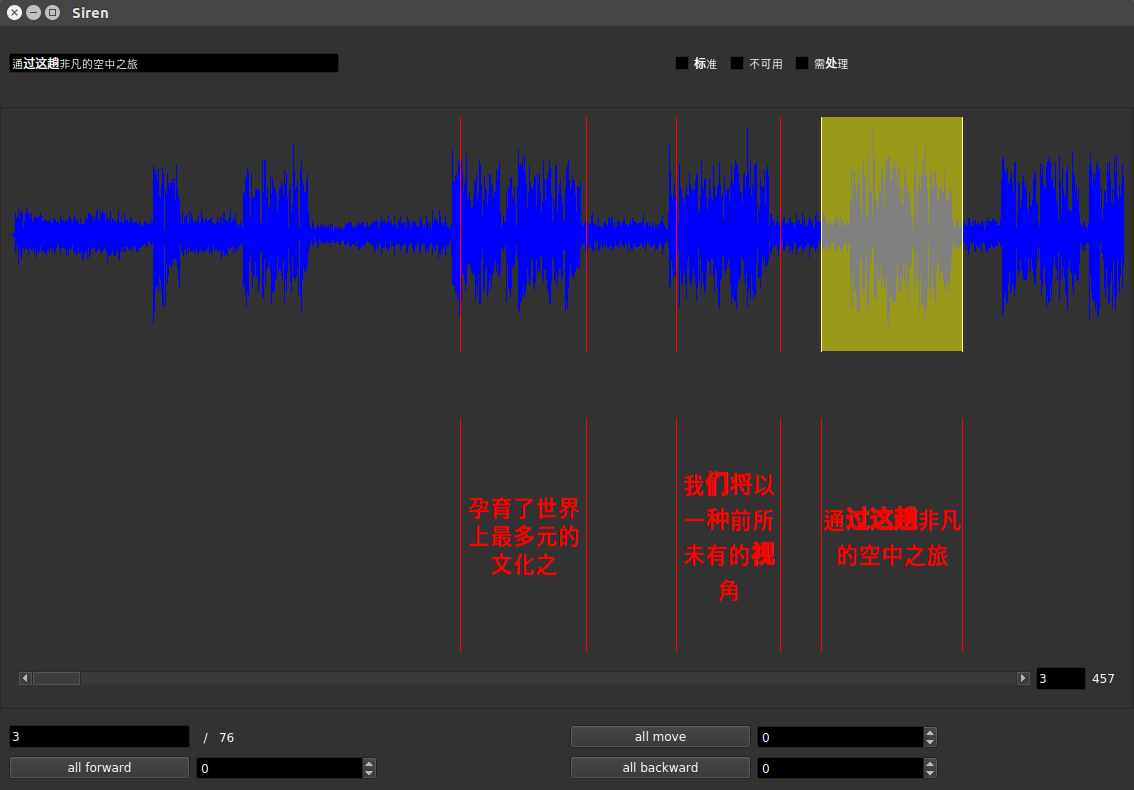 Siren
通过这趟非凡的空中之旅
标准 不可用 需处理
孕育了世界
上最多元的
文化之
我们将以
一种前所
未有的视
角
通过这趟非凡
的空中之旅
3 457
3 / 76
all move 0
all forward 0
all backward 0